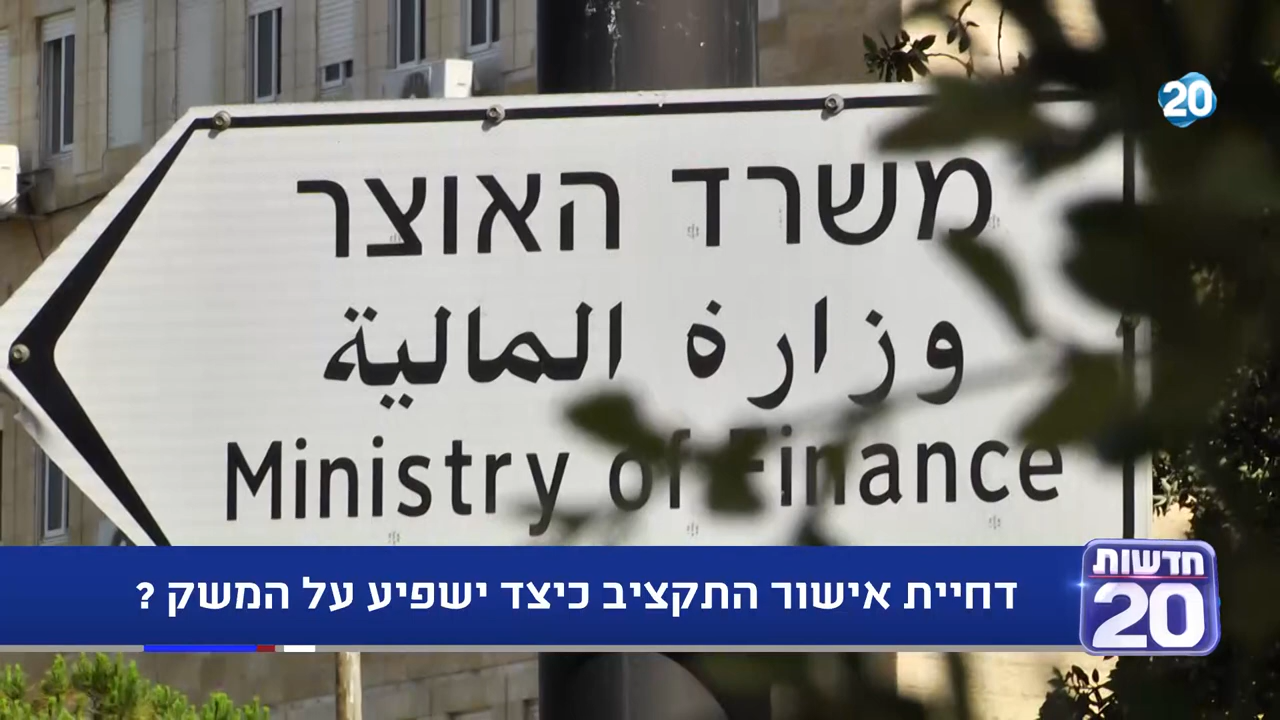 20
משרד האוצר
وزارة المالية
Ministry of Finance
דחיית אישור התקציב כיצד ישפיע על המשק ?
חדשות
20